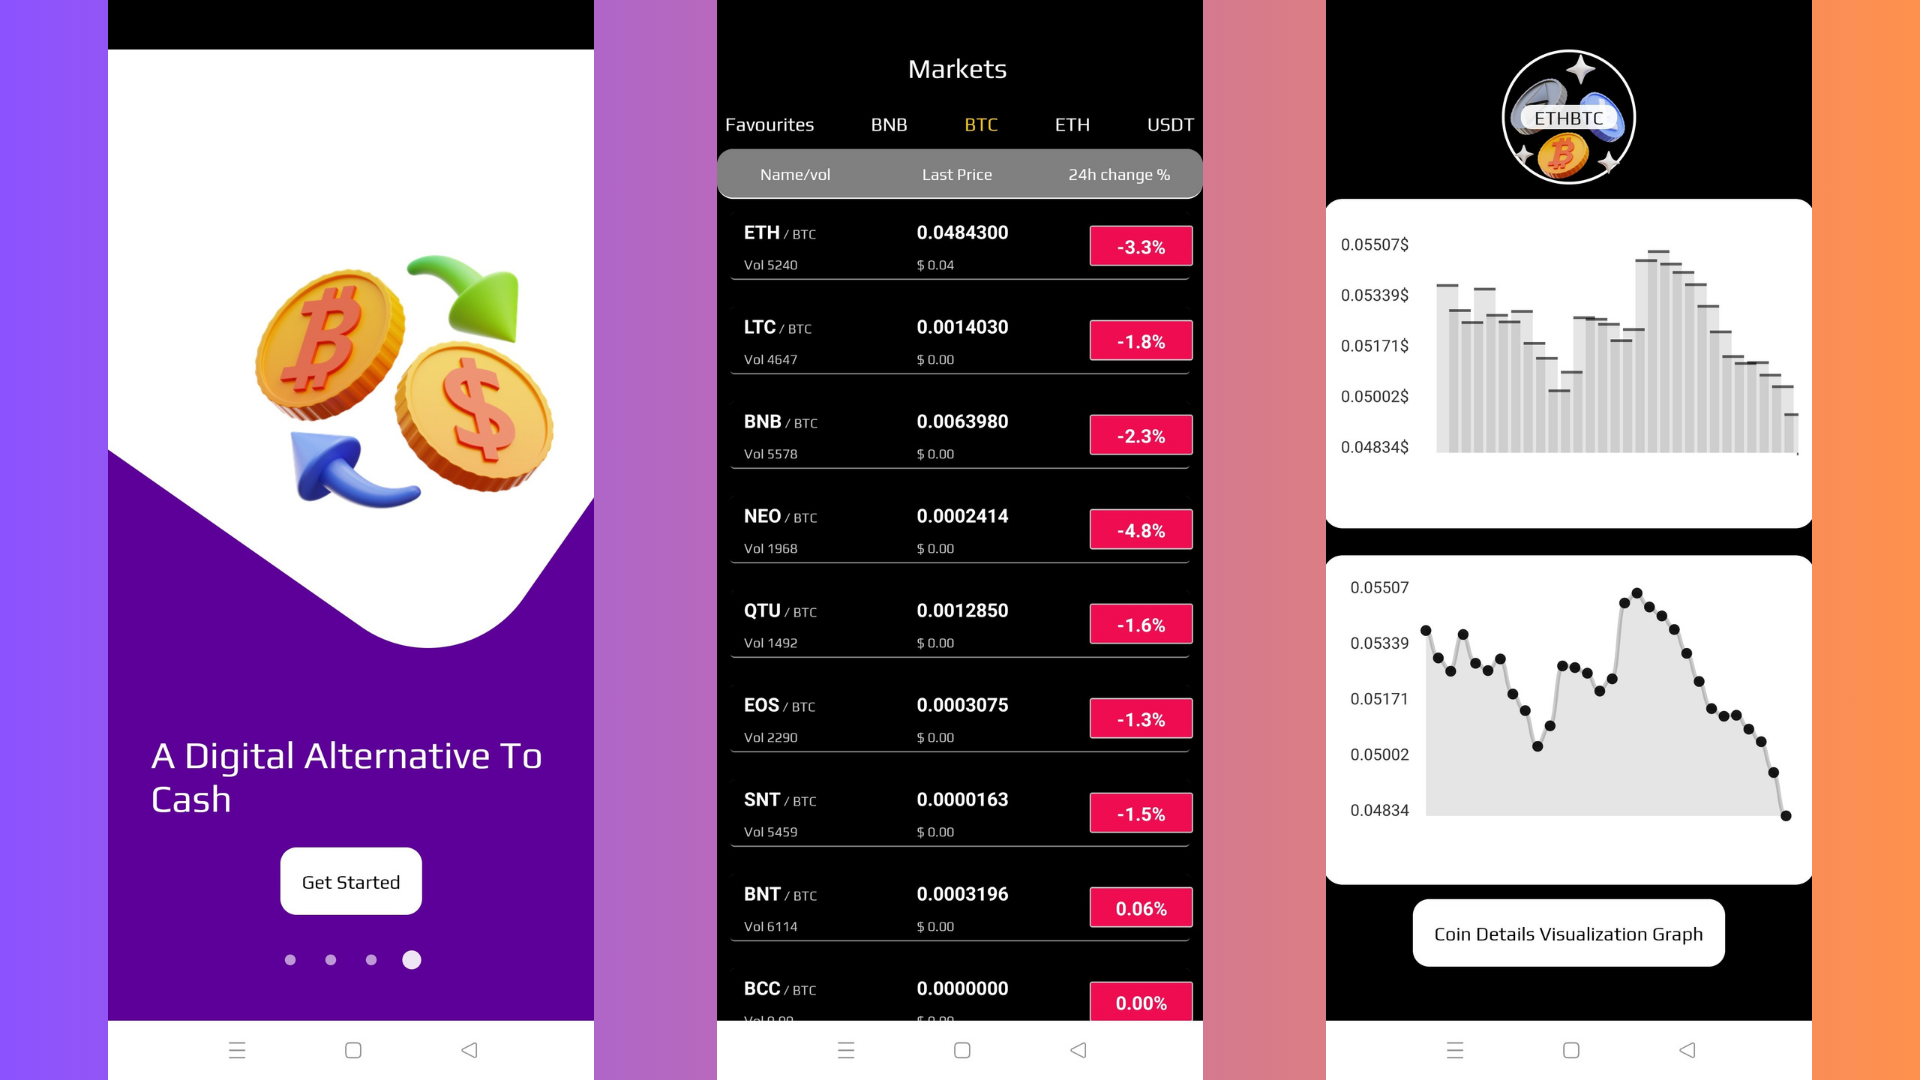 A Digital Alternative To
Cash
Get Started
Markets
Favourites BNB BTC ETH USDT
Name/vol Last Price 24h change %
ETH / BTC 0.0484300 -3.3%
Vol 5240 $ 0.04
LTC / BTC 0.0014030 -1.8%
Vol 4647 $ 0.00
BNB / BTC 0.0063980 -2.3%
Vol 5578 $ 0.00
NEO / BTC 0.0002414 -4.8%
Vol 1968 $ 0.00
QTU / BTC 0.0012850 -1.6%
Vol 1492 $ 0.00
EOS / BTC 0.0003075 -1.3%
Vol 2290 $ 0.00
SNT / BTC 0.0000163 -1.5%
Vol 5459 $ 0.00
BNT / BTC 0.0003196 0.06%
Vol 6114 $ 0.00
BCC / BTC 0.0000000 0.00%
Vol 0.00 $ 0.00
ETHBTC
0.05507$
0.05339$
0.05171$
0.05002$
0.04834$
0.05507
0.05339
0.05171
0.05002
0.04834
Coin Details Visualization Graph